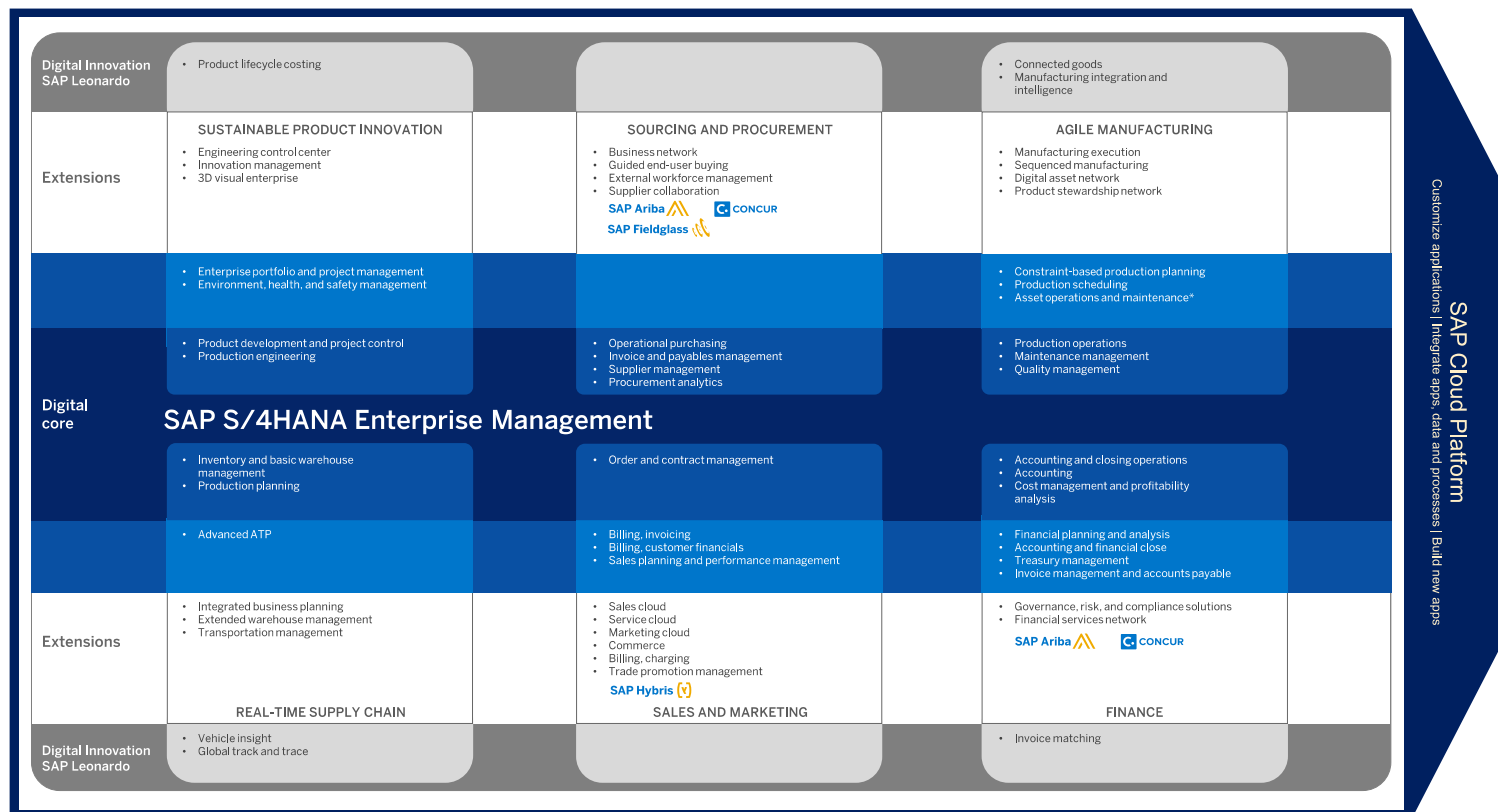 Digital Innovation
SAP Leonardo
• Product lifecycle costing
• Connected goods
• Manufacturing integration and
intelligence
Extensions
SUSTAINABLE PRODUCT INNOVATION
• Engineering control center
• Innovation management
• 3D visual enterprise
SOURCING AND PROCUREMENT
• Business network
• Guided end-user buying
• External workforce management
• Supplier collaboration
SAP Ariba
C. CONCUR
SAP Fieldglass
AGILE MANUFACTURING
• Manufacturing execution
• Sequenced manufacturing
• Digital asset network
• Product stewardship network
• Enterprise portfolio and project management
• Environment, health, and safety management
• Constraint-based production planning
• Production scheduling
• Asset operations and maintenance*
• Product development and project control
• Production engineering
• Operational purchasing
• Invoice and payables management
• Supplier management
• Procurement analytics
• Production operations
• Maintenance management
• Quality management
Digital
core
SAP S/4HANA Enterprise Management
• Inventory and basic warehouse
management
• Production planning
• Order and contract management
• Accounting and closing operations
• Accounting
• Cost management and profitability
analysis
• Advanced ATP
• Billing, invoicing
• Billing, customer financials
• Sales planning and performance management
• Financial planning and analysis
• Accounting and financial close
• Treasury management
• Invoice management and accounts payable
Extensions
• Integrated business planning
• Extended warehouse management
• Transportation management
REAL-TIME SUPPLY CHAIN
• Sales cloud
• Service cloud
• Marketing cloud
• Commerce
• Billing, charging
• Trade promotion management
SAP Hybris (Y)
SALES AND MARKETING
• Governance, risk, and compliance solutions
• Financial services network
SAP Ariba
C. CONCUR
FINANCE
Digital Innovation
SAP Leonardo
• Vehicle insight
• Global track and trace
• Invoice matching
SAP Cloud Platform
Customize applications | Integrate apps, data and processes | Build new apps